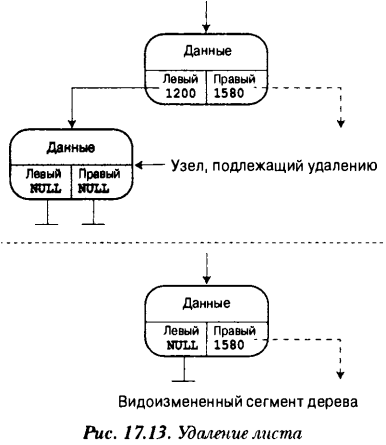 Данные
Левый Правый
1200 1580
Данные
Левый Правый
NULL NULL
Узел, подлежащий удалению
Данные
Левый Правый
NULL 1580
Видоизмененный сегмент дерева
Рис. 17.13. Удаление листа